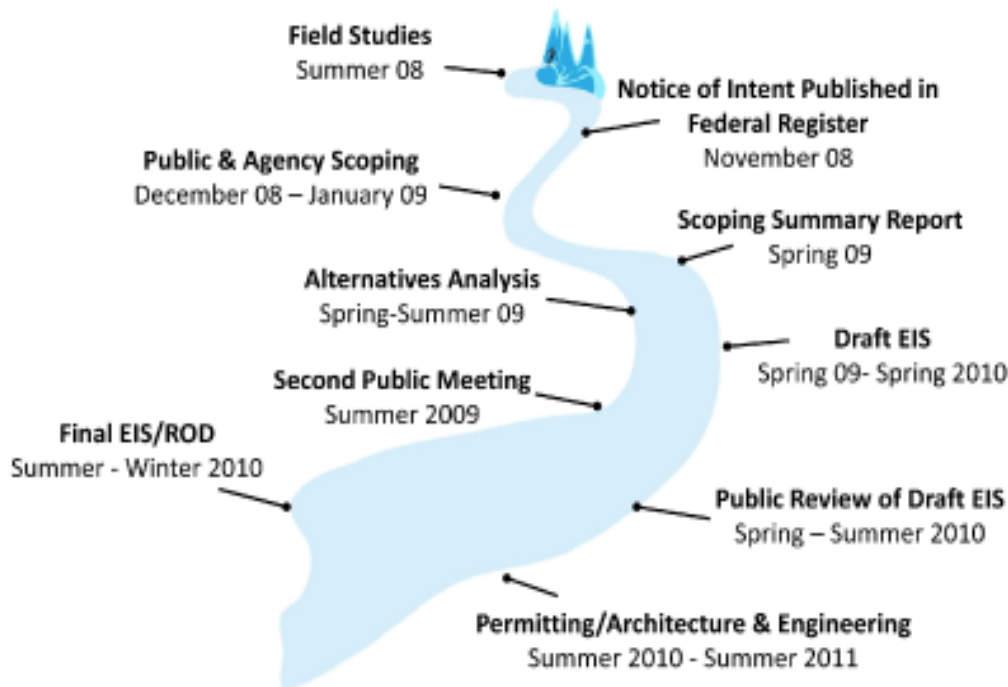 Field Studies
Summer 08
Notice of Intent Published in
Federal Register
November 08
Public & Agency Scoping
December 08 – January 09
Scoping Summary Report
Spring 09
Alternatives Analysis
Spring-Summer 09
Draft EIS
Spring 09- Spring 2010
Second Public Meeting
Summer 2009
Final EIS/ROD
Summer - Winter 2010
Public Review of Draft EIS
Spring – Summer 2010
Permitting/Architecture & Engineering
Summer 2010 - Summer 2011